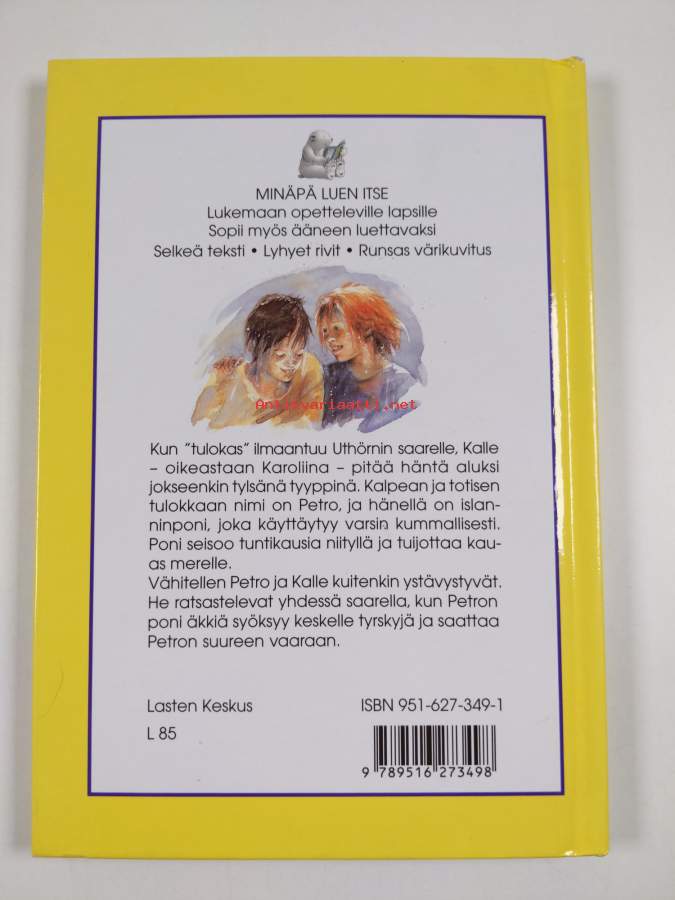 MINÄPÄ LUEN ITSE
Lukemaan opetteleville lapsille
Sopii myös ääneen luettavaksi
Selkeä teksti • Lyhyet rivit • Runsas värikuvitus
Antikvariaatti.net
Kun ”tulokas” ilmaantuu Uthörnin saarelle, Kalle
– oikeastaan Karoliina – pitää häntä aluksi
jokseenkin tylsänä tyyppinä. Kalpean ja totisen
tulokkaan nimi on Petro, ja hänellä on islan-
ninponi, joka käyttäytyy varsin kummallisesti.
Poni seisoo tuntikausia niityllä ja tuijottaa kau-
as merelle.
Vähitellen Petro ja Kalle kuitenkin ystävystyvät.
He ratsastelevat yhdessä saarella, kun Petron
poni äkkiä syöksyy keskelle tyrskyjä ja saattaa
Petron suureen vaaraan.
Lasten Keskus
ISBN 951-627-349-1
L 85
9 789516 273498